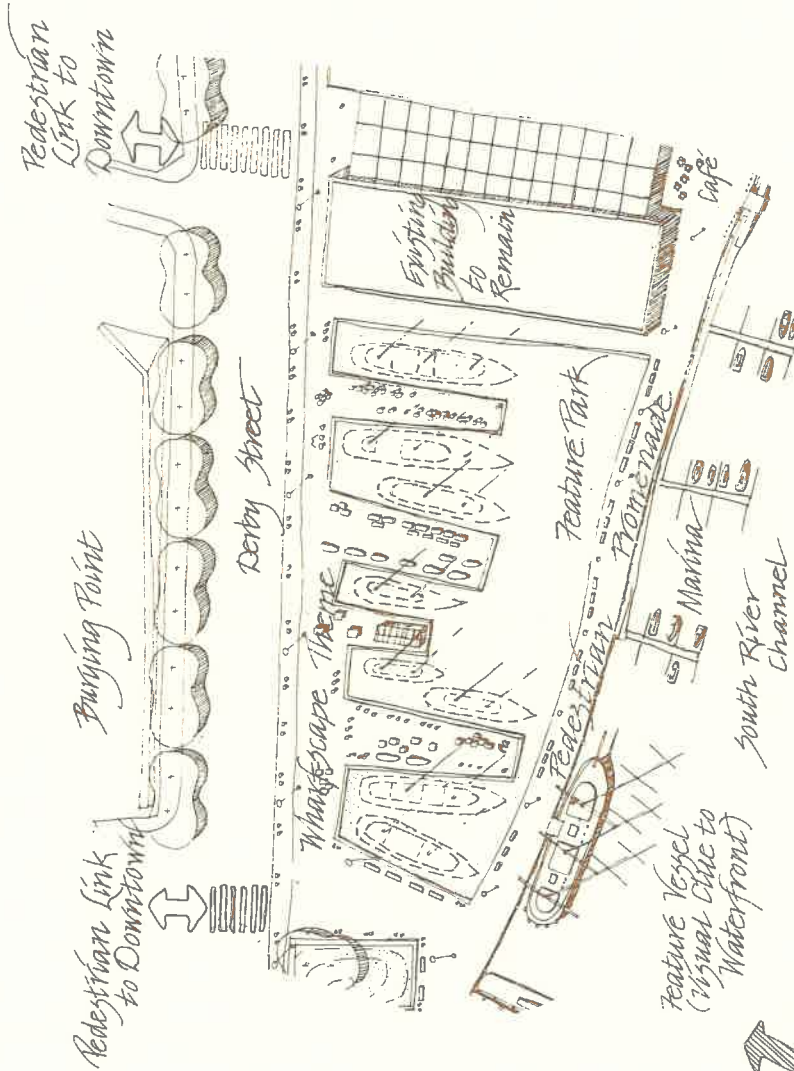 Pedestrian
Link to
Downtown
Burying Point
Pedestrian Link
to Downtown
Derby Street
Existing
Building
to
Remain
Cafe
Wharfscape Theme
Feature Park
Pedestrian Promenade
Marina
South River
Channel
Feature Vessel
(Visual Clue to
Waterfront)